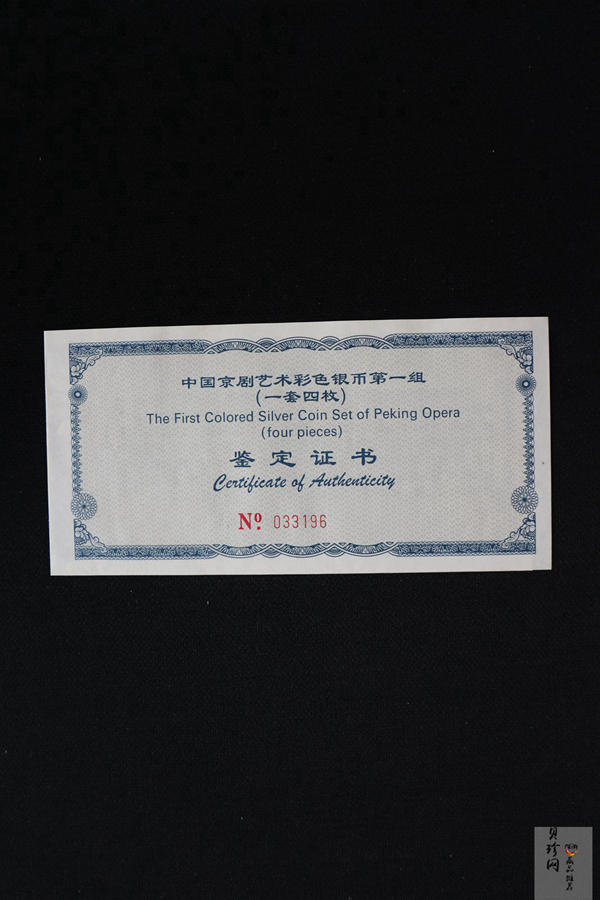 中国京剧艺术彩色银币第一组
(一套四枚)
The First Colored Silver Coin Set of Peking Opera
(four pieces)
鉴定证书
Certificate of Authenticity
Nº 033196
贝珍网